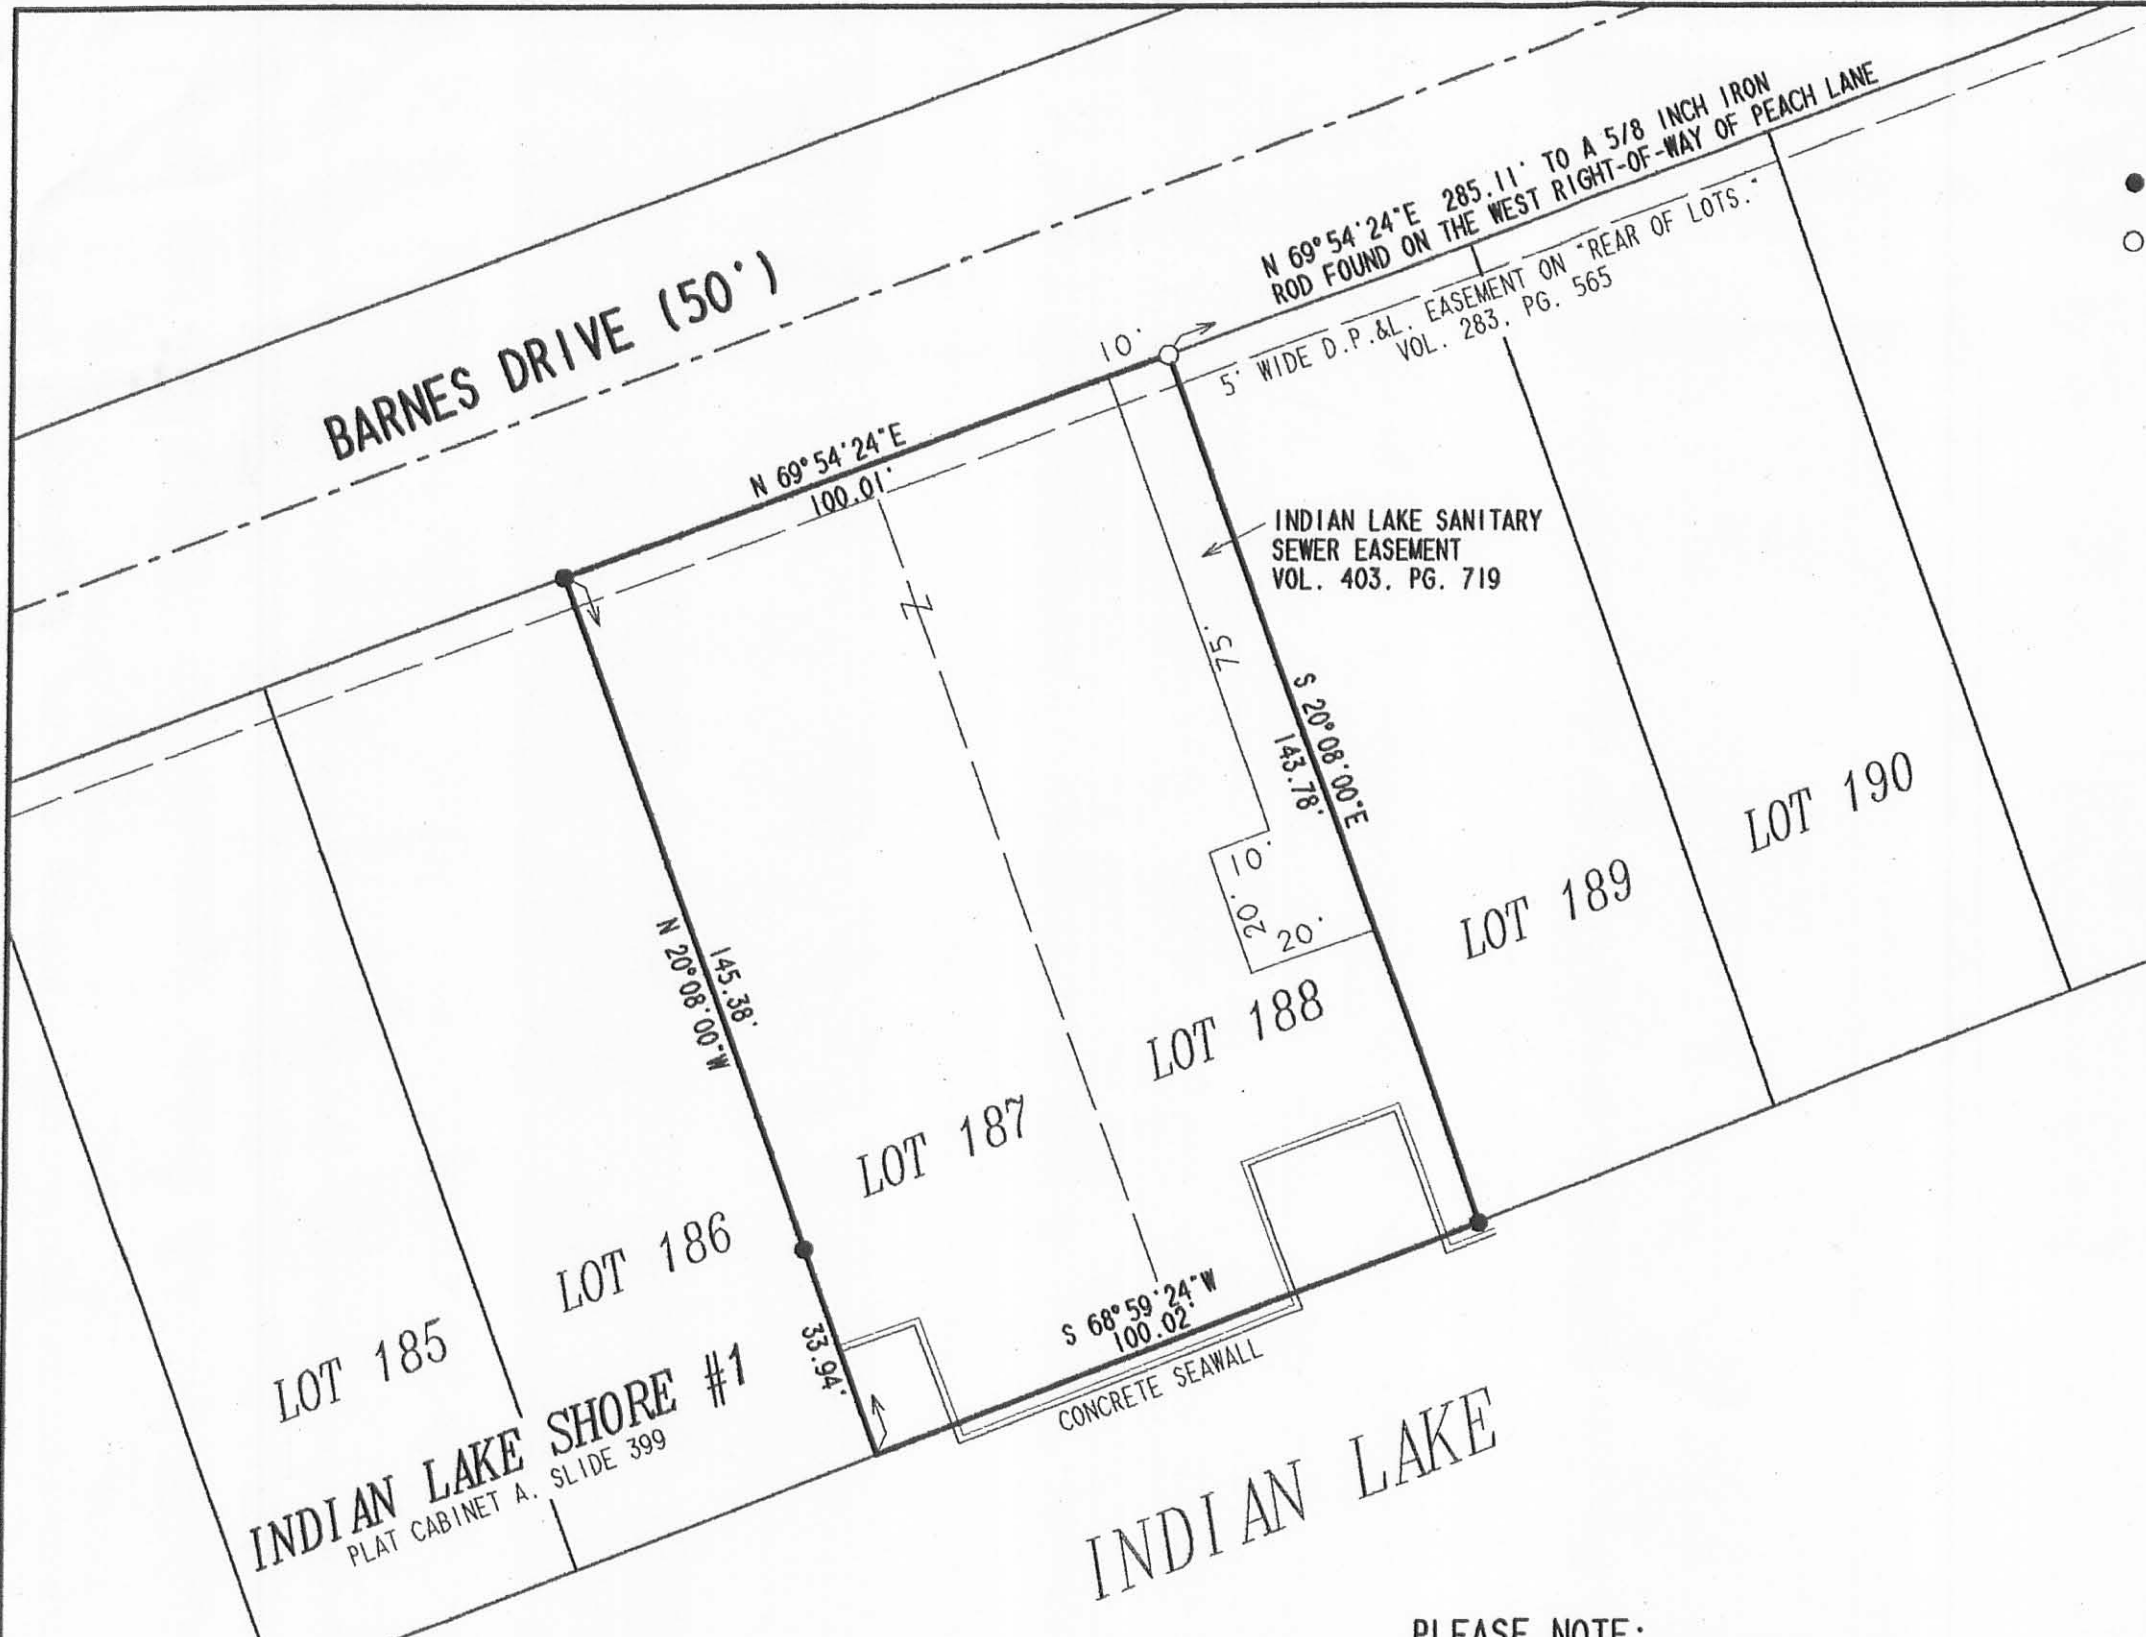 BARNES DRIVE (50')
N 69°54'24"E 285.11' TO A 5/8 INCH IRON
ROD FOUND ON THE WEST RIGHT-OF-WAY OF PEACH LANE
5' WIDE D.P.&L. EASEMENT ON "REAR OF LOTS."
VOL. 283, PG. 565
10'
N 69°54'24"E
100.01'
INDIAN LAKE SANITARY
SEWER EASEMENT
VOL. 403, PG. 719
75'
S 20°08'00"E
143.78'
10'
20'
20'
LOT 190
LOT 189
LOT 188
LOT 187
LOT 186
LOT 185
145.38'
N 20°08'00"W
33.94'
S 68°59'24"W
100.02'
CONCRETE SEAWALL
INDIAN LAKE SHORE #1
PLAT CABINET A, SLIDE 399
INDIAN LAKE
PLEASE NOTE: